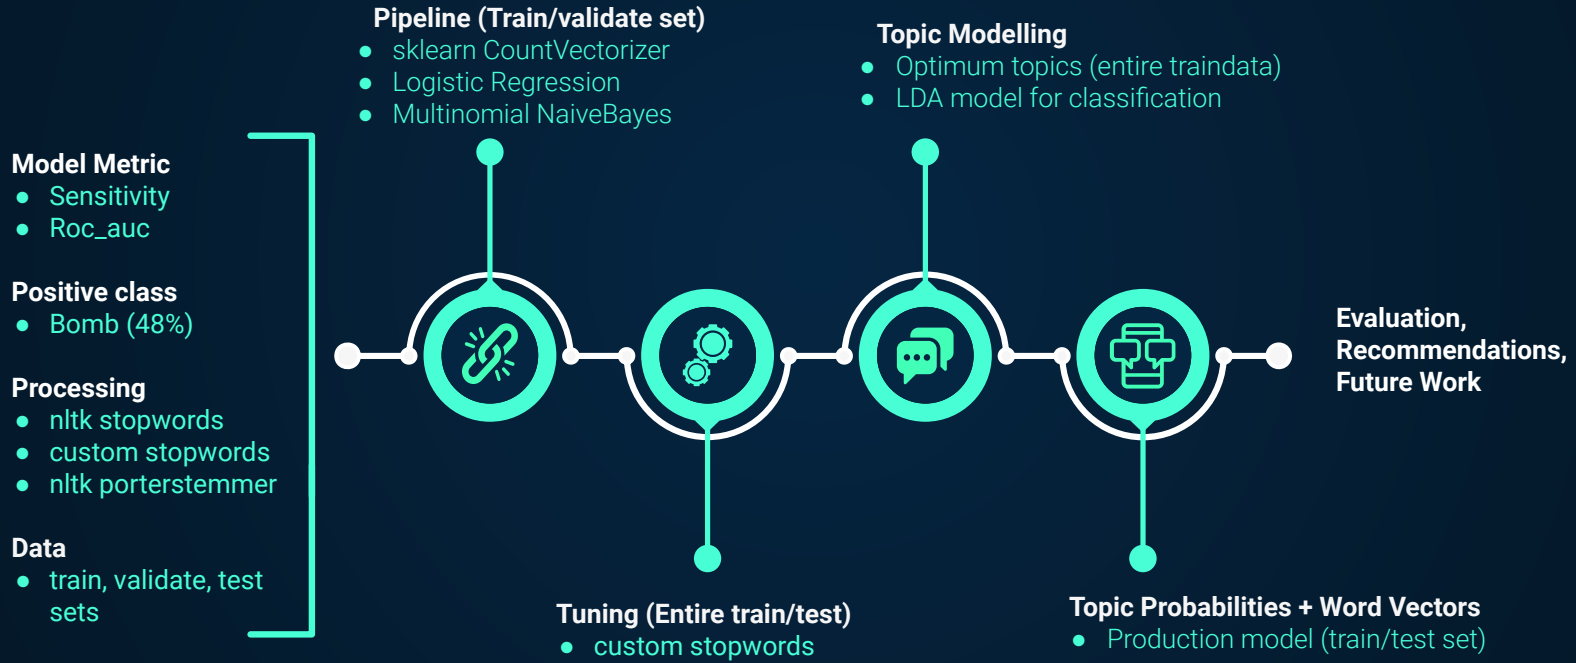 Model Metric
● Sensitivity
● Roc_auc
Positive class
● Bomb (48%)
Processing
● nltk stopwords
● custom stopwords
● nltk porterstemmer
Data
● train, validate, test
sets
Pipeline (Train/validate set)
● sklearn CountVectorizer
● Logistic Regression
● Multinomial NaiveBayes
Tuning (Entire train/test)
● custom stopwords
Topic Modelling
● Optimum topics (entire traindata)
● LDA model for classification
Topic Probabilities + Word Vectors
● Production model (train/test set)
Evaluation,
Recommendations,
Future Work